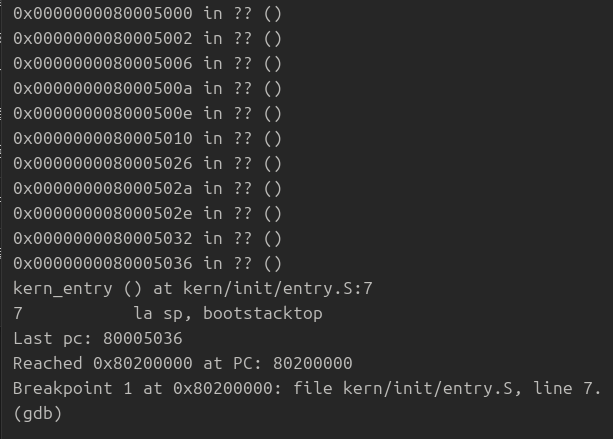 0x0000000080005000 in ?? ()
0x0000000080005002 in ?? ()
0x0000000080005006 in ?? ()
0x000000008000500a in ?? ()
0x000000008000500e in ?? ()
0x0000000080005010 in ?? ()
0x0000000080005026 in ?? ()
0x000000008000502a in ?? ()
0x000000008000502e in ?? ()
0x0000000080005032 in ?? ()
0x0000000080005036 in ?? ()
kern_entry () at kern/init/entry.S:7
7           la sp, bootstacktop
Last pc: 80005036
Reached 0x80200000 at PC: 80200000
Breakpoint 1 at 0x80200000: file kern/init/entry.S, line 7.
(gdb)